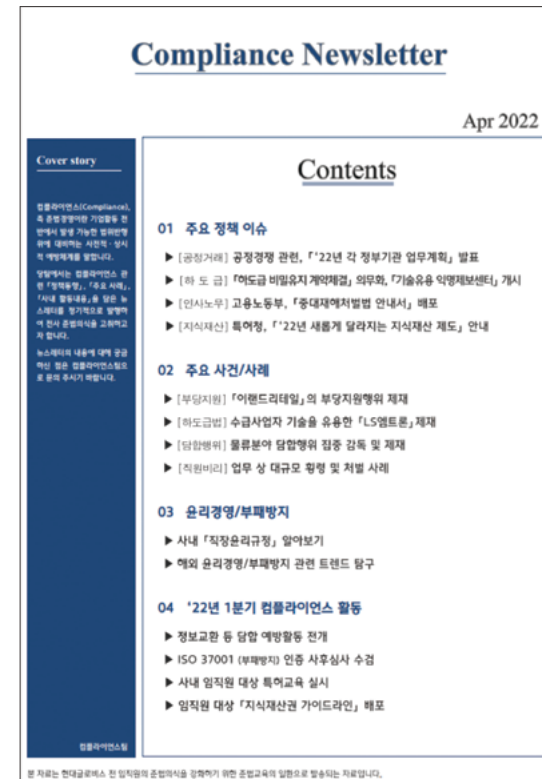 Compliance Newsletter
Apr 2022
Cover story
컴플라이언스(Compliance),
즉 준법경영이란 기업활동 전
반에서 발생 가능한 법위반행
위에 대비하는 사전적·상시
적 예방체계를 말합니다.
당팀에서는 컴플라이언스 관
련 「정책동향」, 「주요 사례」,
「사내 활동내용」을 담은 뉴
스레터를 정기적으로 발행하
여 전사 준법의식을 고취하고
자 합니다.
뉴스레터의 내용에 대해 궁금
하신 점은 컴플라이언스팀으
로 문의 주시기 바랍니다.
컴플라이언스팀
Contents
01 주요 정책 이슈
▶ [공정거래] 공정경쟁 관련, 「'22년 각 정부기관 업무계획」 발표
▶ [하 도 급] 「하도급 비밀유지 계약체결」 의무화, 「기술유용 익명제보센터」 개시
▶ [인사노무] 고용노동부, 「중대재해처벌법 안내서」 배포
▶ [지식재산] 특허청, 「'22년 새롭게 달라지는 지식재산 제도」 안내
02 주요 사건/사례
▶ [부당지원] 「이랜드리테일」의 부당지원행위 제재
▶ [하도급법] 수급사업자 기술을 유용한 「LS엠트론」 제재
▶ [담합행위] 물류분야 담합행위 집중 감독 및 제재
▶ [직원비리] 업무 상 대규모 횡령 및 처벌 사례
03 윤리경영/부패방지
▶ 사내 「직장윤리규정」 알아보기
▶ 해외 윤리경영/부패방지 관련 트렌드 탐구
04 '22년 1분기 컴플라이언스 활동
▶ 정보교환 등 담합 예방활동 전개
▶ ISO 37001 (부패방지) 인증 사후심사 수검
▶ 사내 임직원 대상 특허교육 실시
▶ 임직원 대상 「지식재산권 가이드라인」 배포
본 자료는 현대글로비스 전 임직원의 준법의식을 강화하기 위한 준법교육의 일환으로 발송되는 자료입니다.